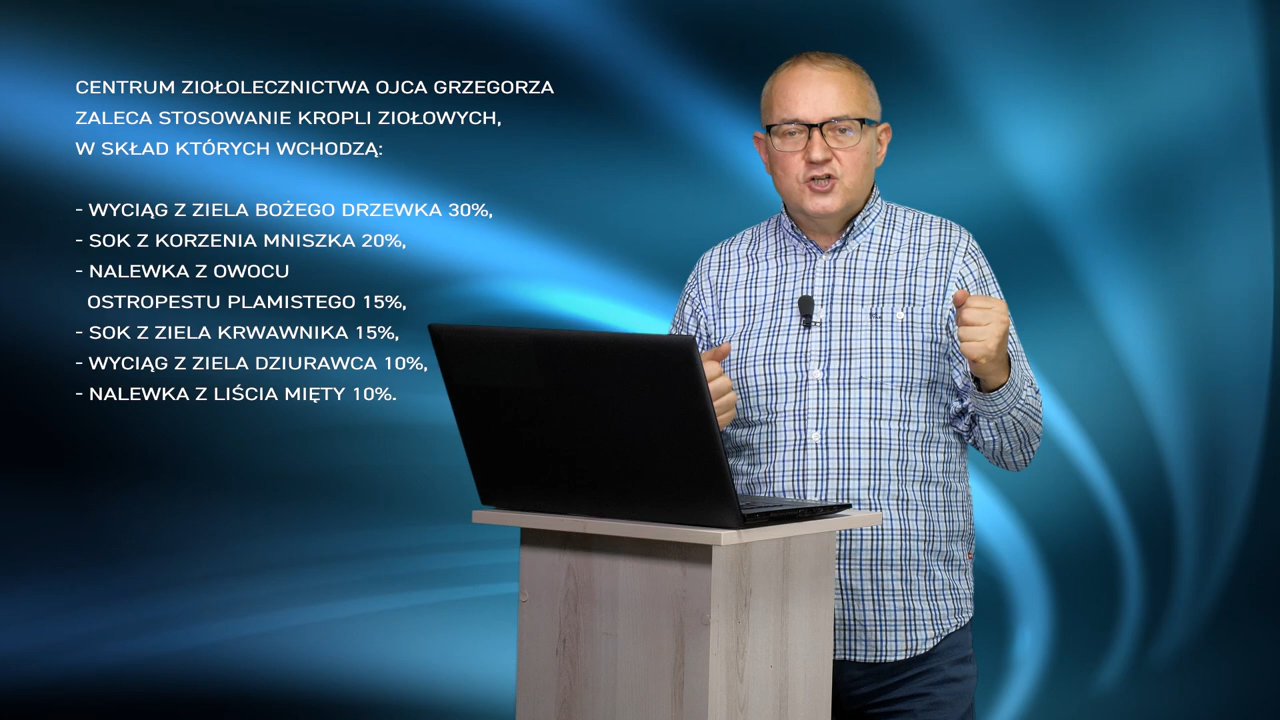 CENTRUM ZIOŁOLECZNICTWA OJCA GRZEGORZA
ZALECA STOSOWANIE KROPLI ZIOŁOWYCH,
W SKŁAD KTÓRYCH WCHODZĄ:
- WYCIĄG Z ZIELA BOŻEGO DRZEWKA 30%,
- SOK Z KORZENIA MNISZKA 20%,
- NALEWKA Z OWOCU
OSTROPESTU PLAMISTEGO 15%,
- SOK Z ZIELA KRWAWNIKA 15%,
- WYCIĄG Z ZIELA DZIURAWCA 10%,
- NALEWKA Z LIŚCIA MIĘTY 10%.